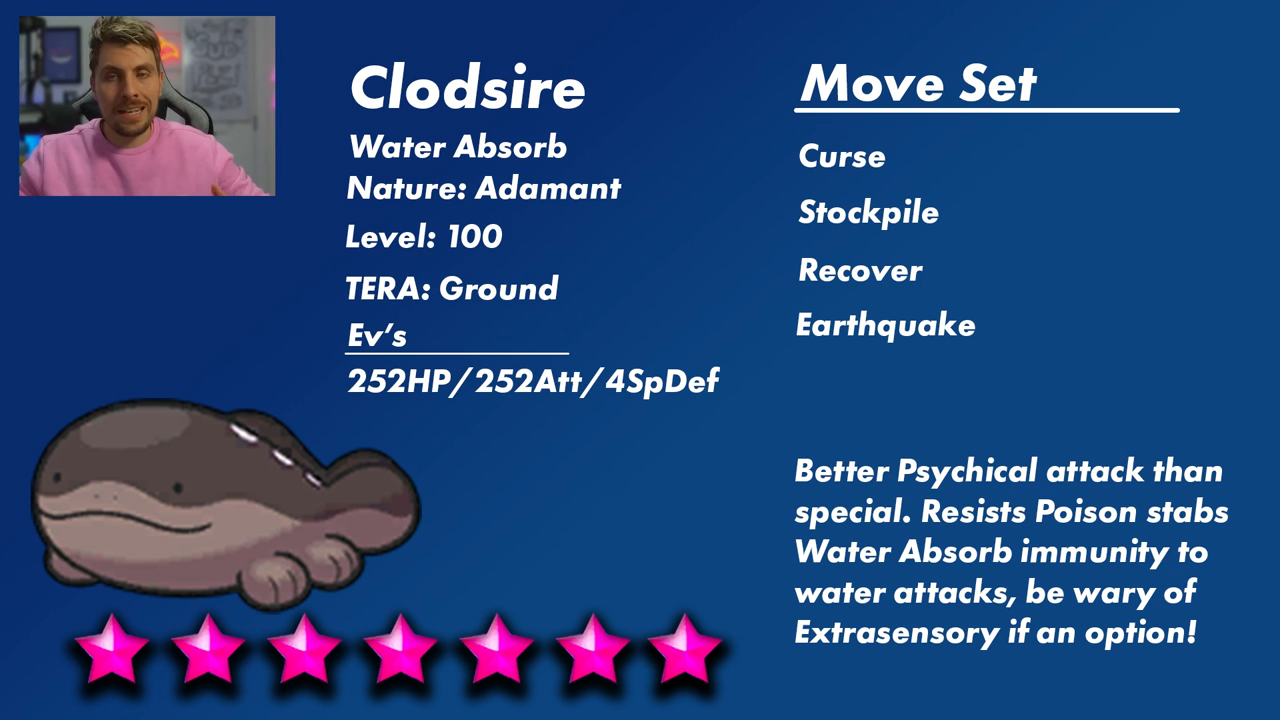 Clodsire
Water Absorb
Nature: Adamant
Level: 100
TERA: Ground
Ev's
252HP/252Att/4SpDef
Move Set
Curse
Stockpile
Recover
Earthquake
Better Psychical attack than
special. Resists Poison stabs
Water Absorb immunity to
water attacks, be wary of
Extrasensory if an option!